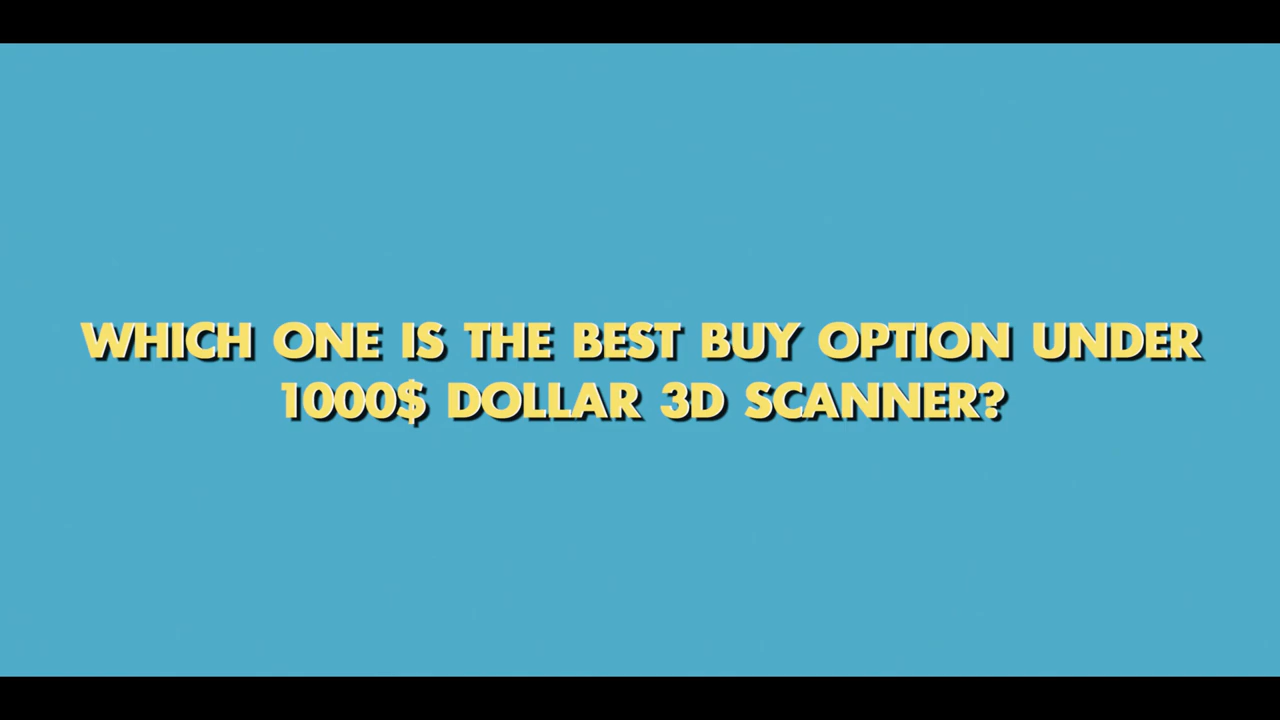 WHICH ONE IS THE BEST BUY OPTION UNDER
1000$ DOLLAR 3D SCANNER?